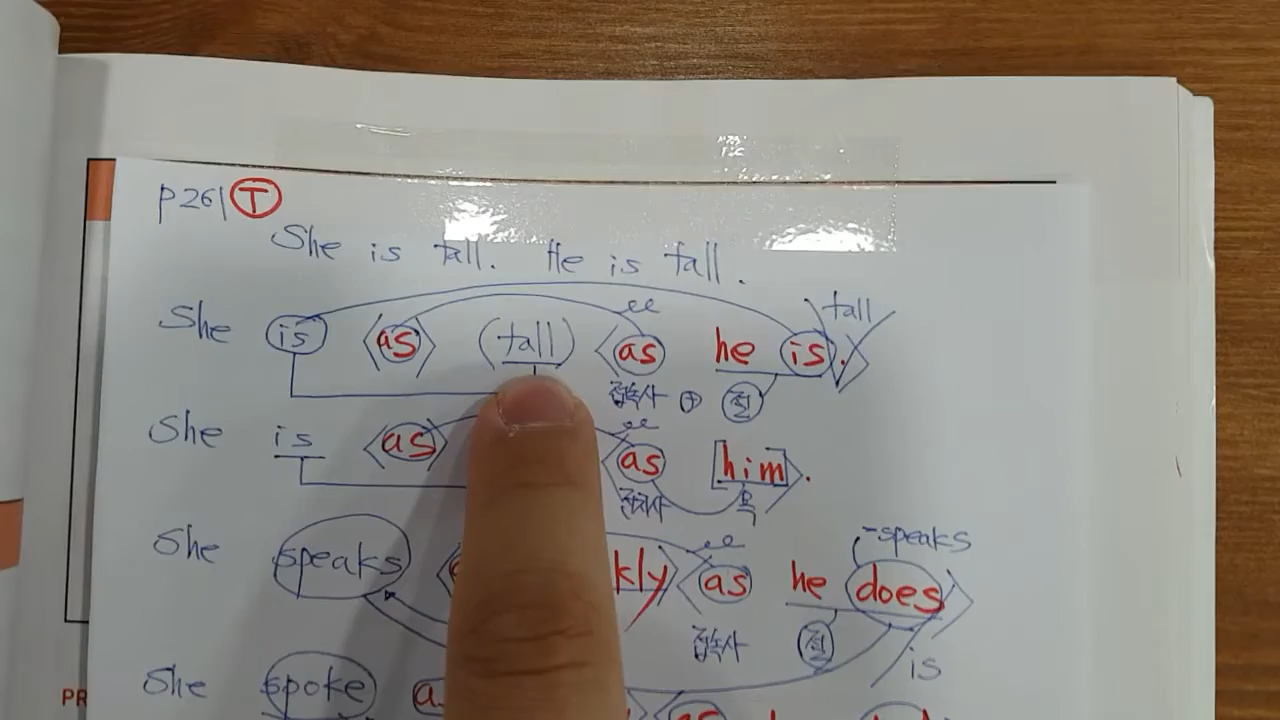 p261 T
She is tall. He is tall.
tall
She is as (tall) as he is.
접속사 + 절
She is as as him.
전치사 목
-speaks
She speaks kly as he does
접속사 절
is
She spoke
PR